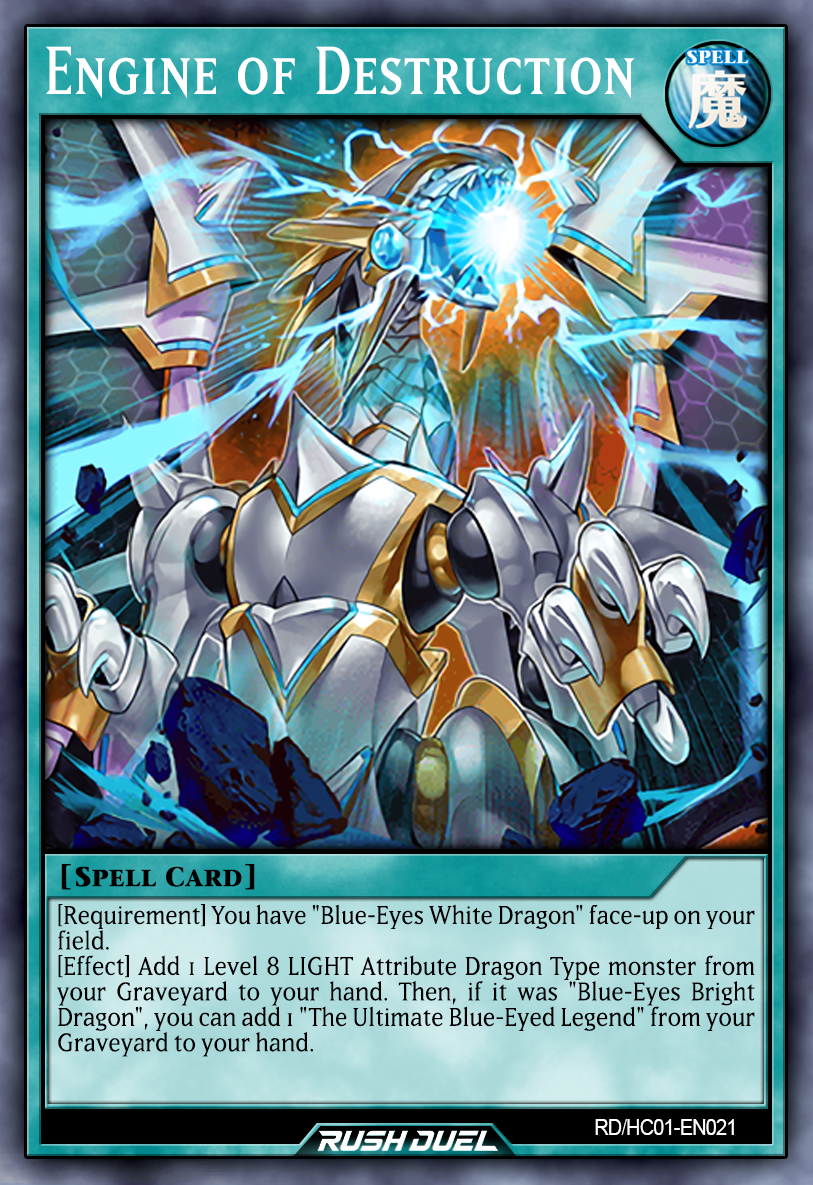 Engine of Destruction
SPELL
魔
[Spell Card]
[Requirement] You have "Blue-Eyes White Dragon" face-up on your
field.
[Effect] Add 1 Level 8 LIGHT Attribute Dragon Type monster from
your Graveyard to your hand. Then, if it was "Blue-Eyes Bright
Dragon", you can add 1 "The Ultimate Blue-Eyed Legend" from your
Graveyard to your hand.
RUSH DUEL
RD/HC01-EN021